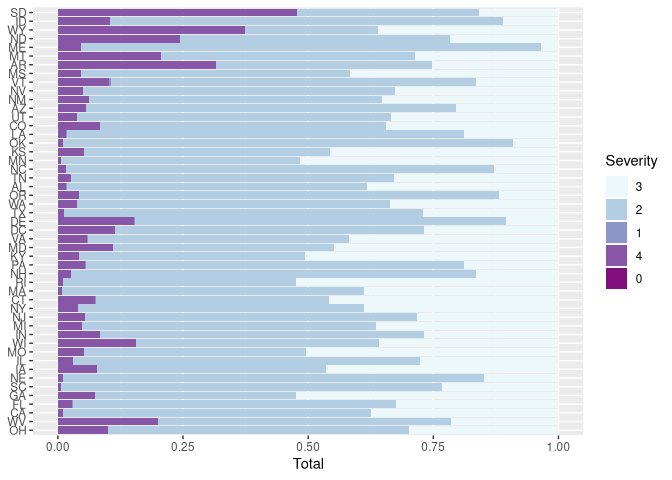 SD
ID
WY
ND
ME
MT
AR
MS
VT
NV
NM
AZ
UT
CO
LA
OK
KS
MN
NC
TN
AL
OR
WA
TX
DE
DC
VA
MD
KY
PA
NH
RI
MA
CT
NY
NJ
MI
IN
WI
MO
IL
IA
NE
SC
GA
FL
CA
WV
OH
0.00 0.25 0.50 0.75 1.00
Total
Severity
3
2
1
4
0